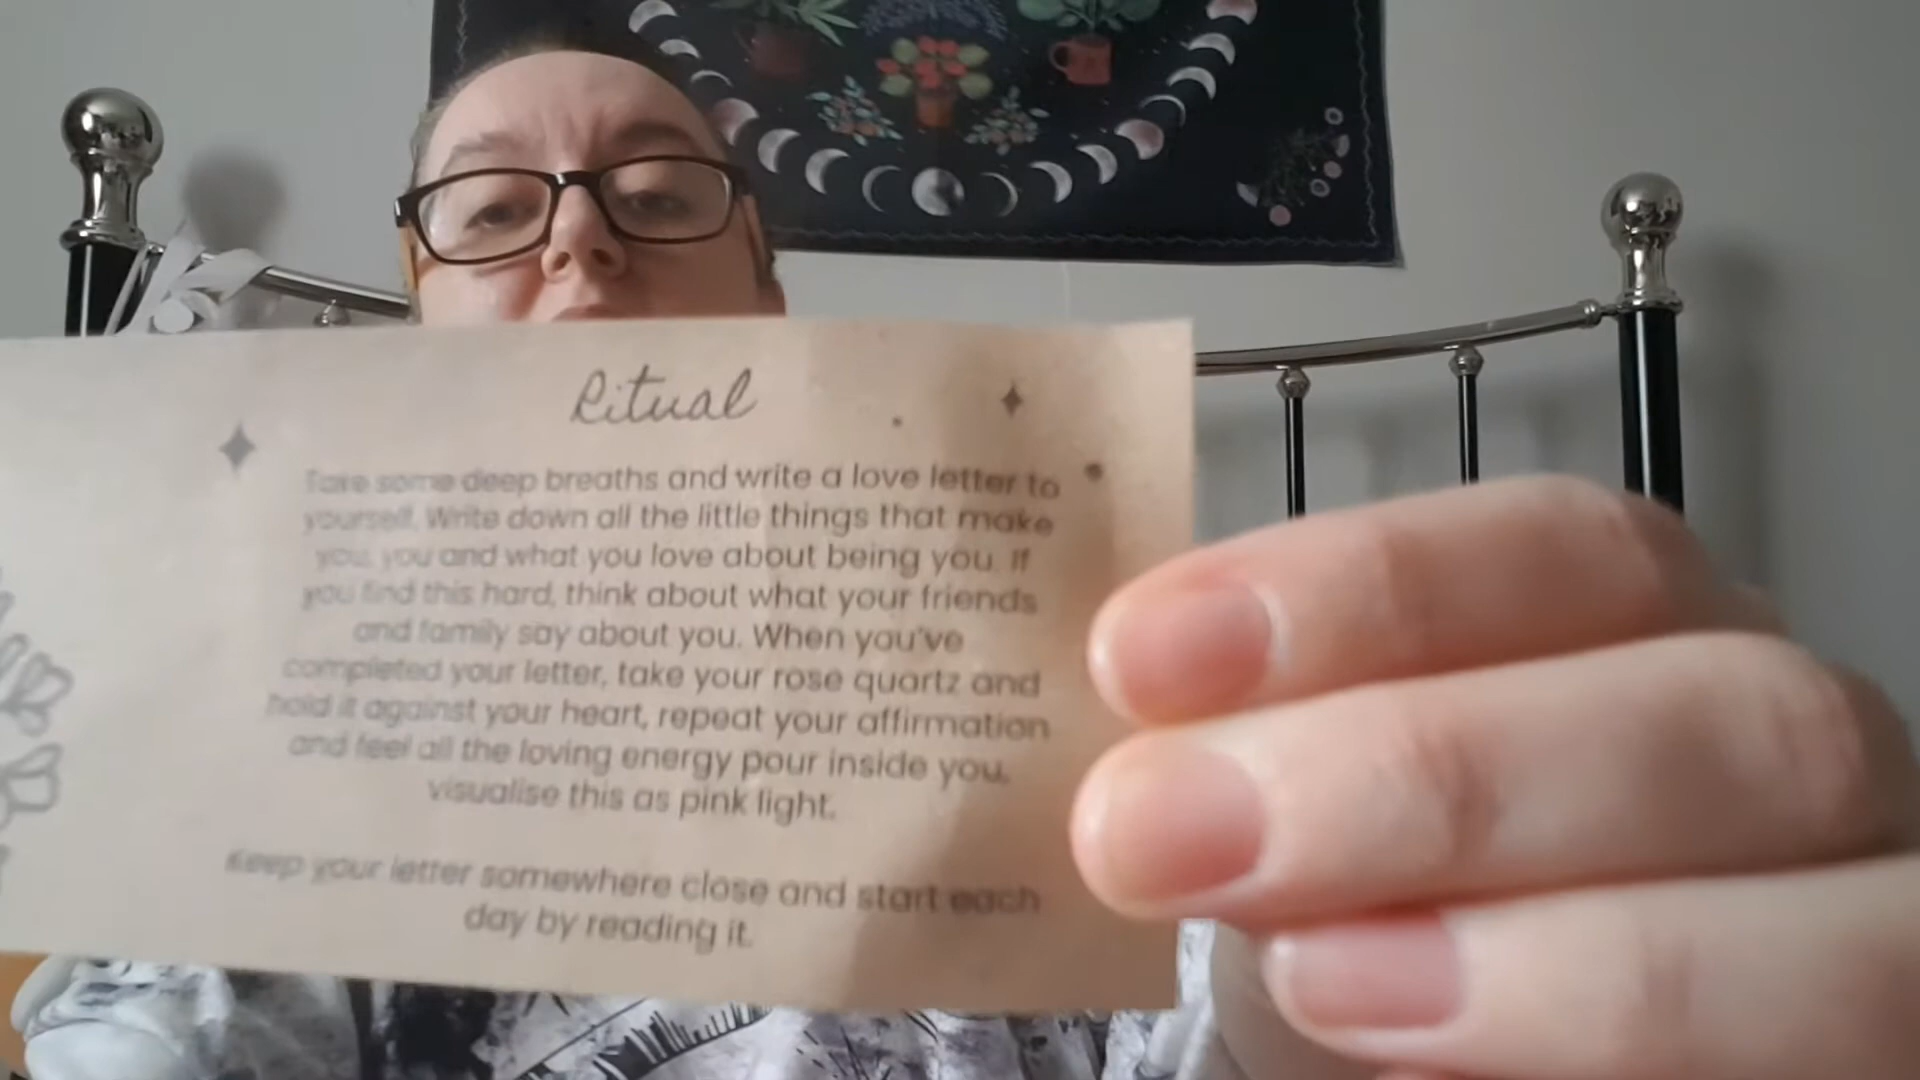 Ritual
Take some deep breaths and write a love letter to
yourself. Write down all the little things that make
you, you and what you love about being you. If
you find this hard, think about what your friends
and family say about you. When you've
completed your letter, take your rose quartz and
hold it against your heart, repeat your affirmation
and feel all the loving energy pour inside you,
visualise this as pink light.
Keep your letter somewhere close and start each
day by reading it.